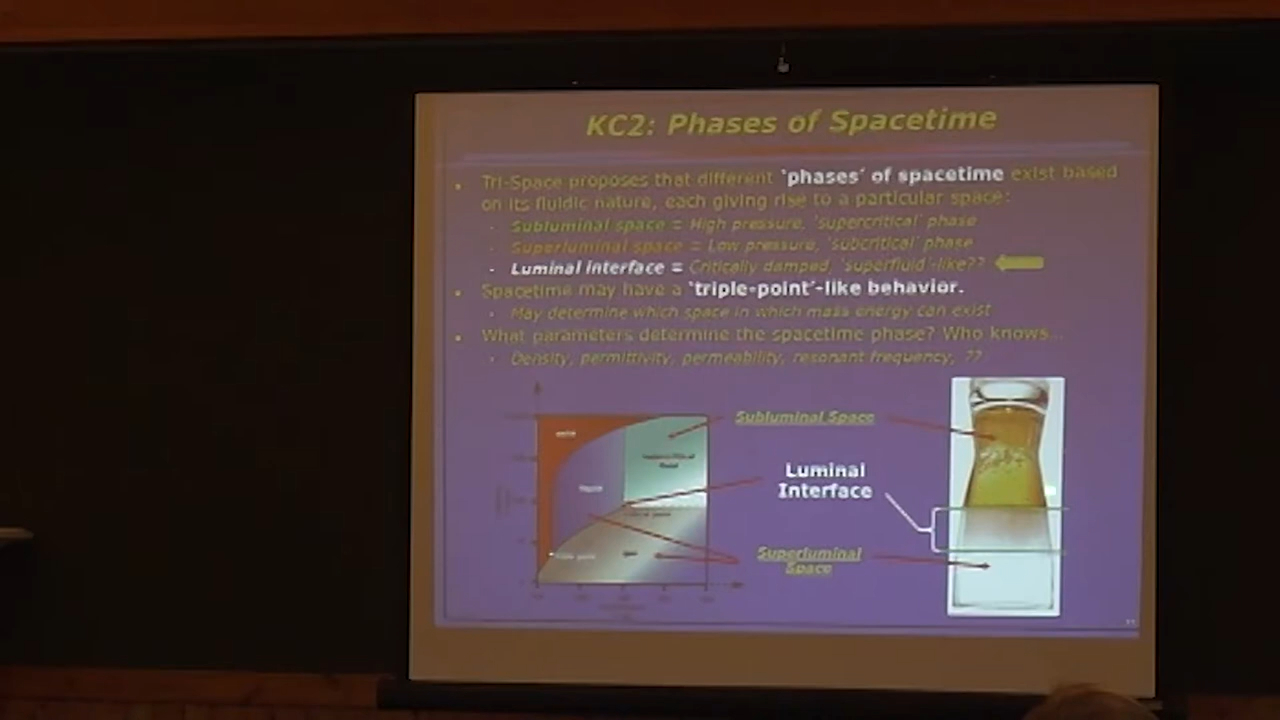 KC2: Phases of Spacetime
Tri-Space proposes that different 'phases' of spacetime exist based
on its fluidic nature, each giving rise to a particular space:
- Subluminal space = High pressure, 'supercritical' phase
- Superluminal space = Low pressure, 'subcritical' phase
- Luminal interface = Critically damped, 'superfluid'-like??
Spacetime may have a 'triple-point'-like behavior.
May determine which space in which mass energy can exist
What parameters determine the spacetime phase? Who knows...
Density, permittivity, permeability, resonant frequency, ??
Subluminal Space
Luminal
Interface
Superluminal
Space